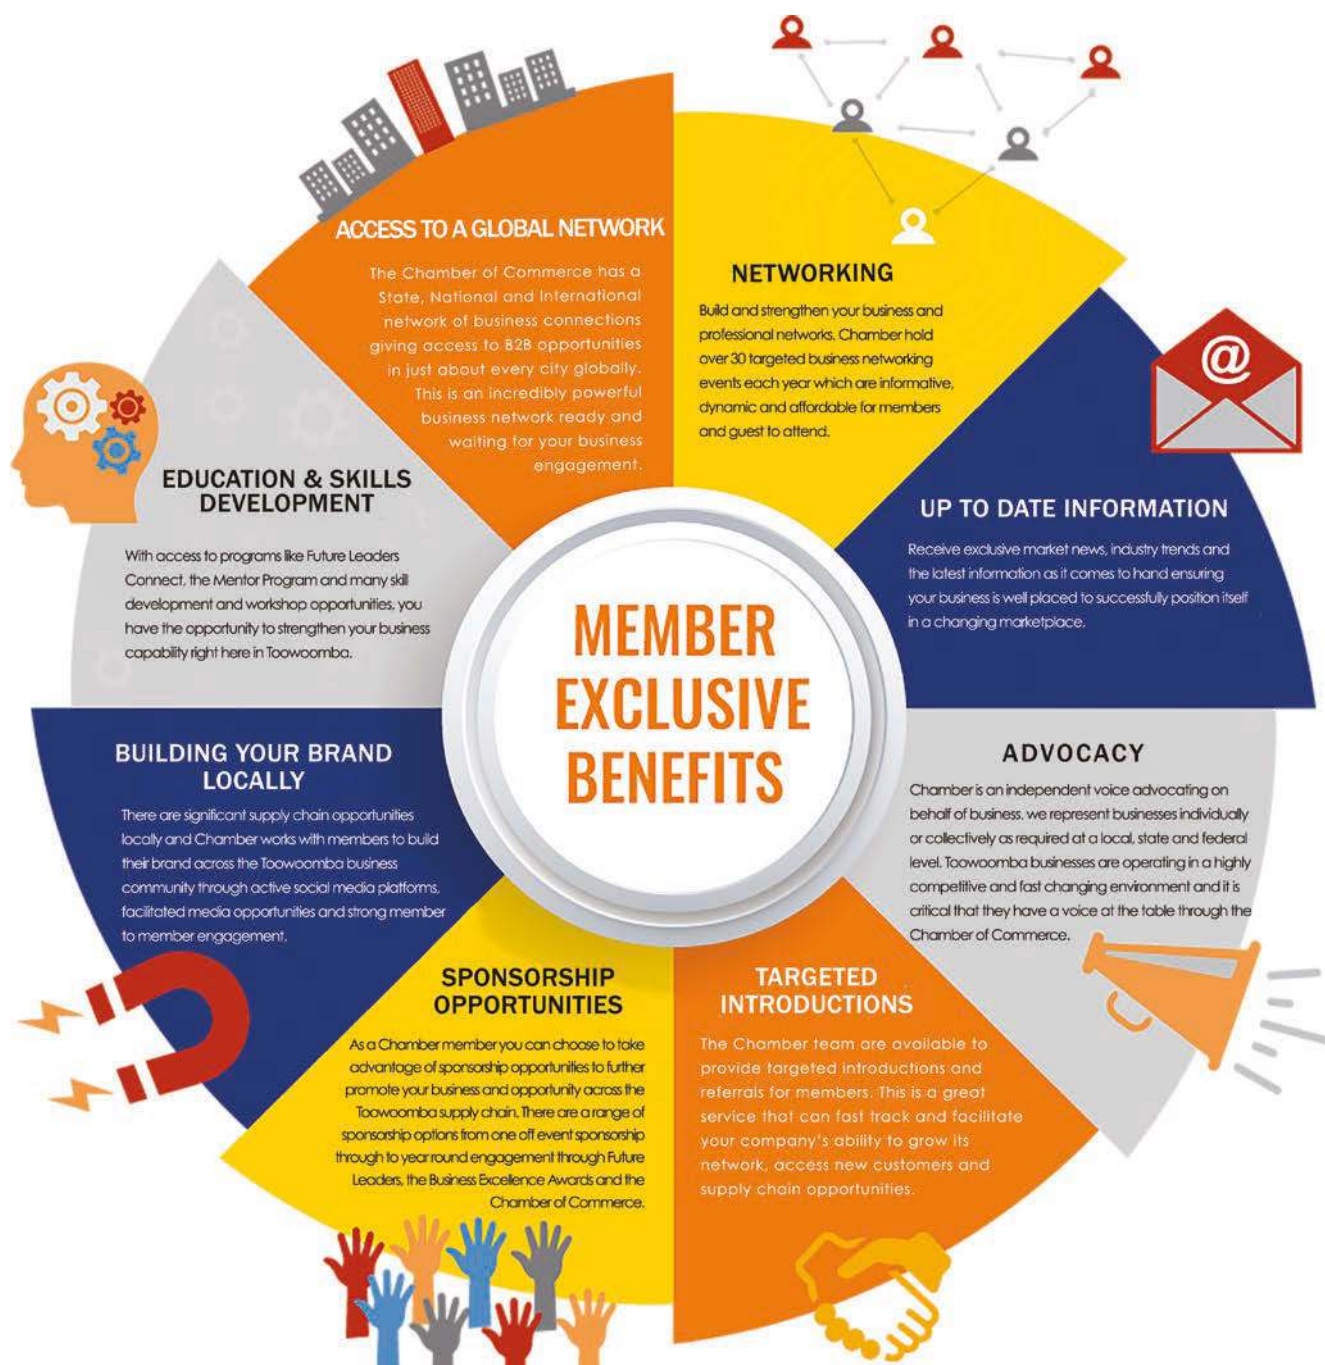 MEMBER
EXCLUSIVE
BENEFITS
ACCESS TO A GLOBAL NETWORK
The Chamber of Commerce has a
State, National and International
network of business connections
giving access to B2B opportunities
in just about every city globally.
This is an incredibly powerful
business network ready and
waiting for your business
engagement.
NETWORKING
Build and strengthen your business and
professional networks. Chamber hold
over 30 targeted business networking
events each year which are informative,
dynamic and affordable for members
and guest to attend.
@
UP TO DATE INFORMATION
Receive exclusive market news, industry trends and
the latest information as it comes to hand ensuring
your business is well placed to successfully position itself
in a changing marketplace.
ADVOCACY
Chamber is an independent voice advocating on
behalf of business. we represent businesses individually
or collectively as required at a local, state and federal
level. Toowoomba businesses are operating in a highly
competitive and fast changing environment and it is
critical that they have a voice at the table through the
Chamber of Commerce.
TARGETED
INTRODUCTIONS
The Chamber team are available to
provide targeted introductions and
referrals for members. This is a great
service that can fast track and facilitate
your company's ability to grow its
network, access new customers and
supply chain opportunities.
SPONSORSHIP
OPPORTUNITIES
As a Chamber member you can choose to take
advantage of sponsorship opportunities to further
promote your business and opportunity across the
Toowoomba supply chain. There are a range of
sponsorship options from one off event sponsorship
through to year round engagement through Future
Leaders, the Business Excellence Awards and the
Chamber of Commerce.
BUILDING YOUR BRAND
LOCALLY
There are significant supply chain opportunities
locally and Chamber works with members to build
their brand across the Toowoomba business
community through active social media platforms,
facilitated media opportunities and strong member
to member engagement.
EDUCATION & SKILLS
DEVELOPMENT
With access to programs like Future Leaders
Connect, the Mentor Program and many skill
development and workshop opportunities, you
have the opportunity to strengthen your business
capability right here in Toowoomba.